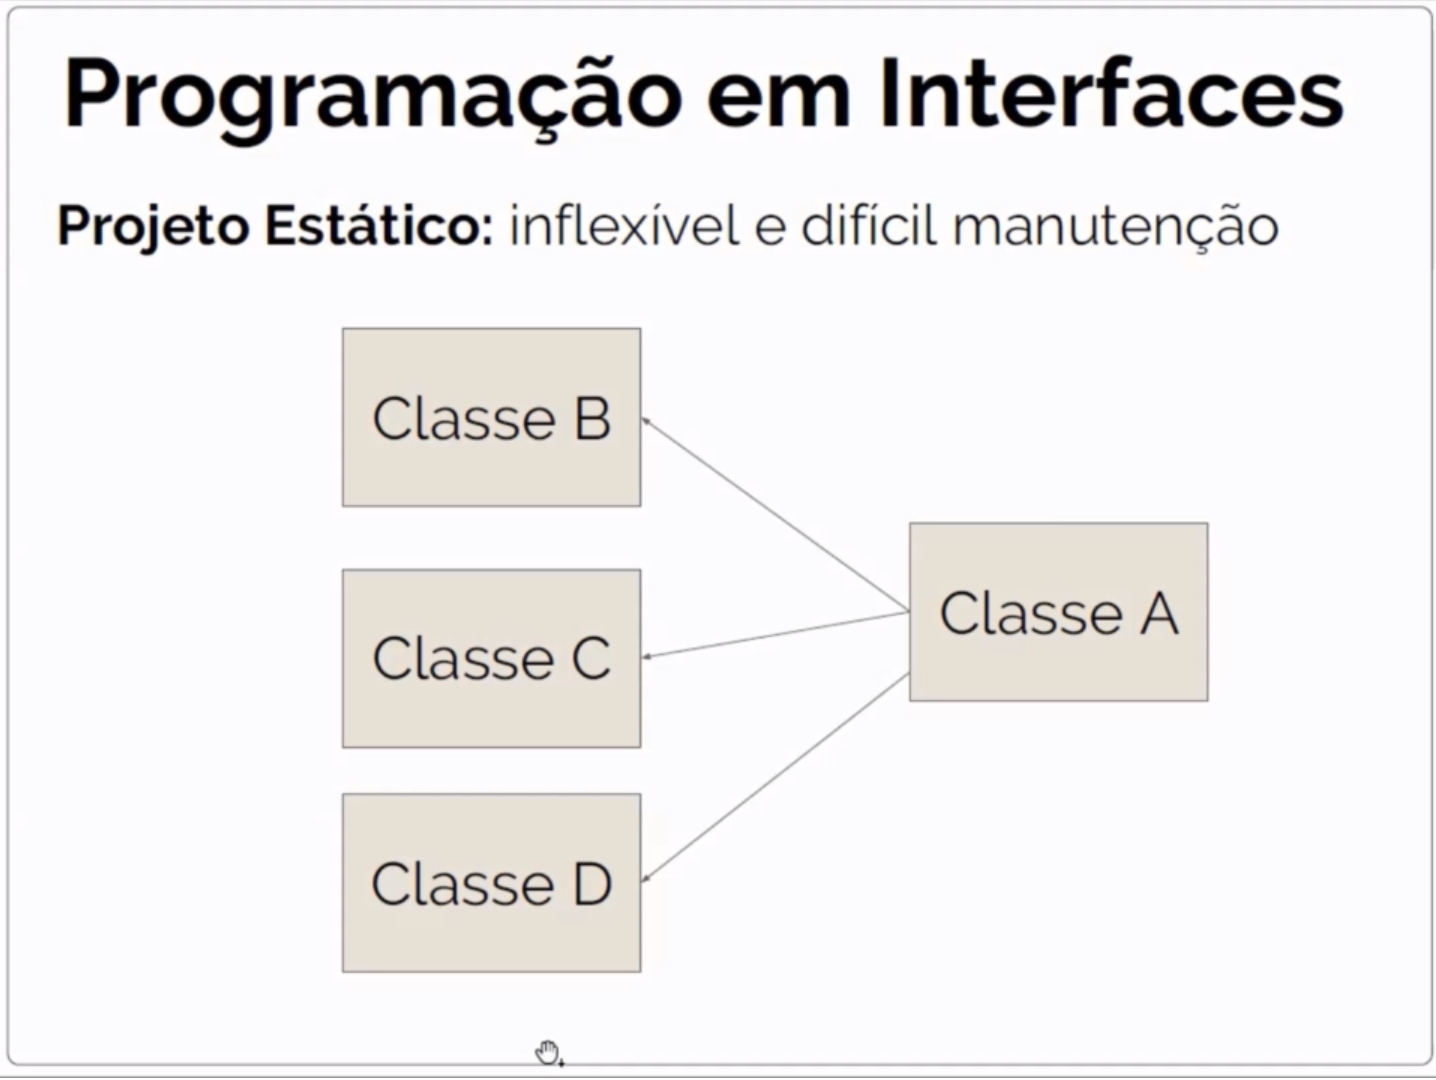 Programação em Interfaces
Projeto Estático: inflexível e difícil manutenção
Classe B
Classe A
Classe C
Classe D